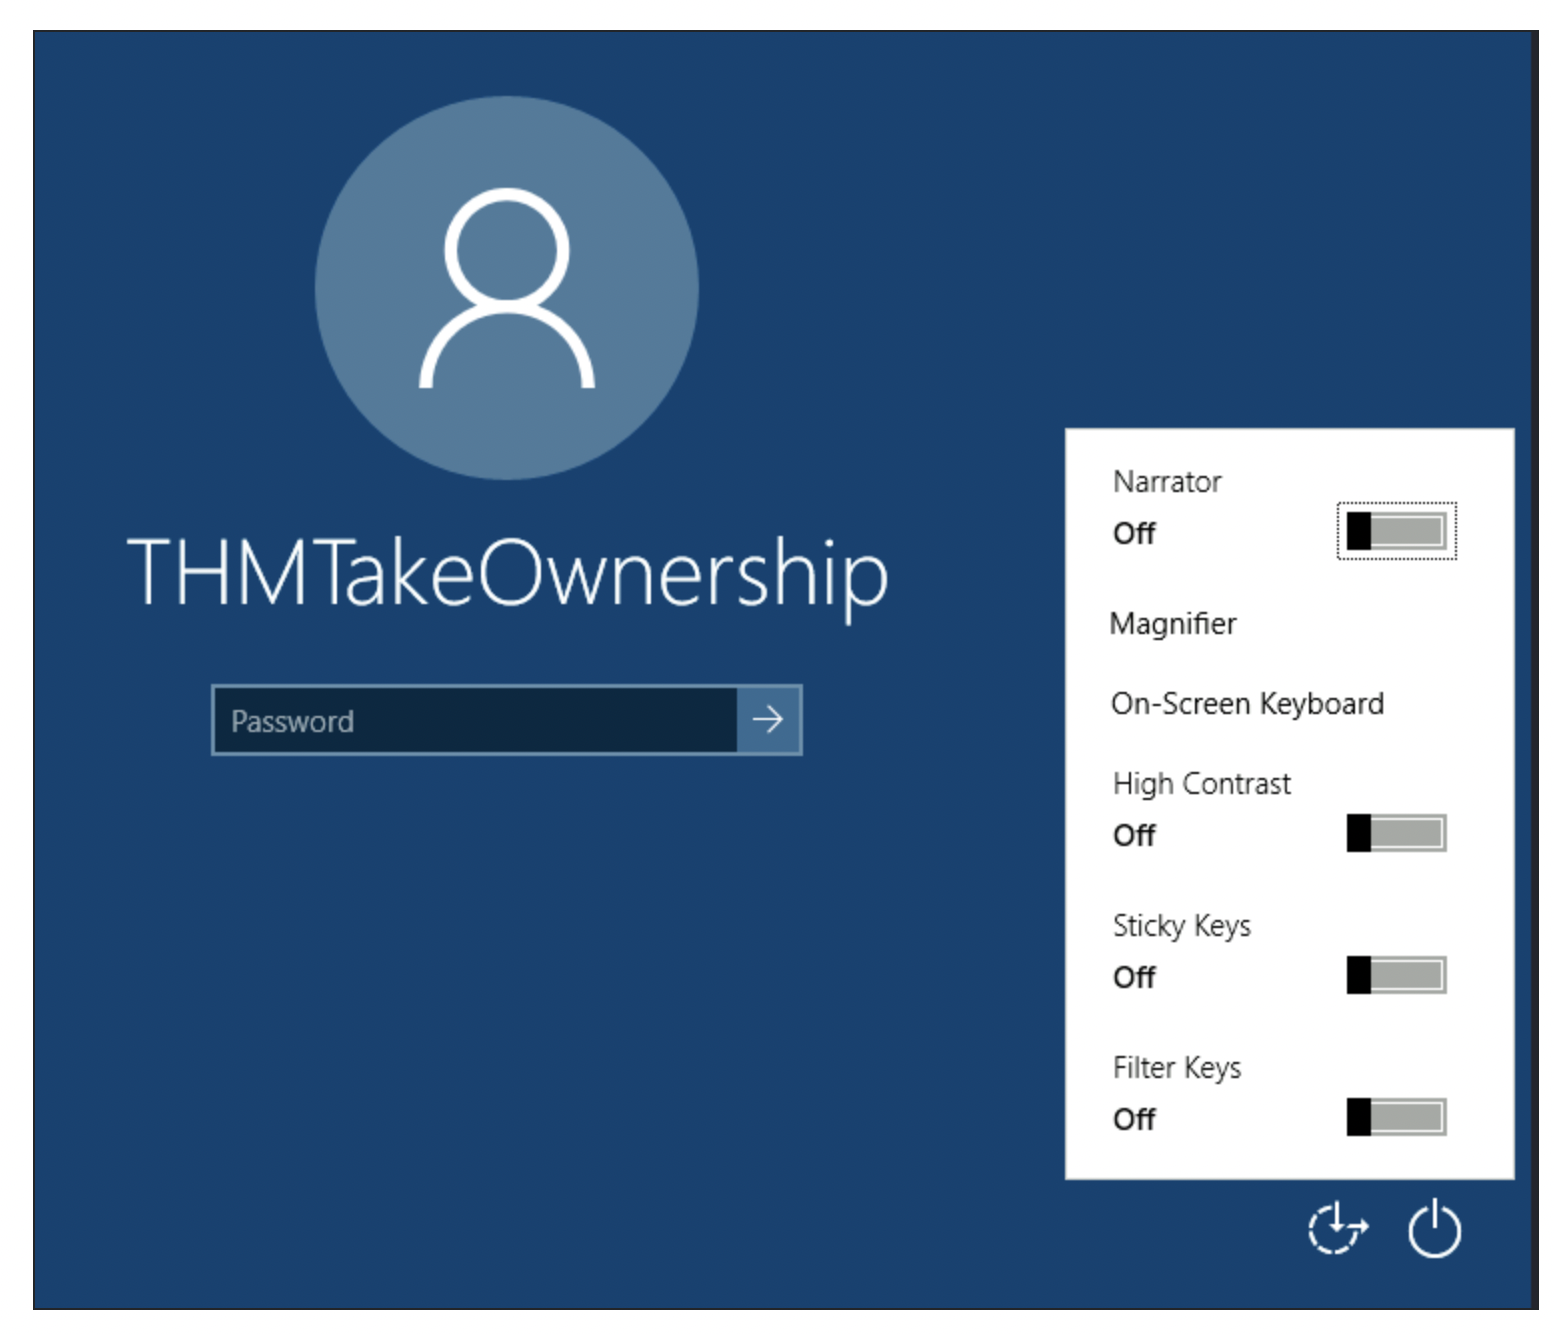 THMTakeOwnership
Password
Narrator
Off
Magnifier
On-Screen Keyboard
High Contrast
Off
Sticky Keys
Off
Filter Keys
Off